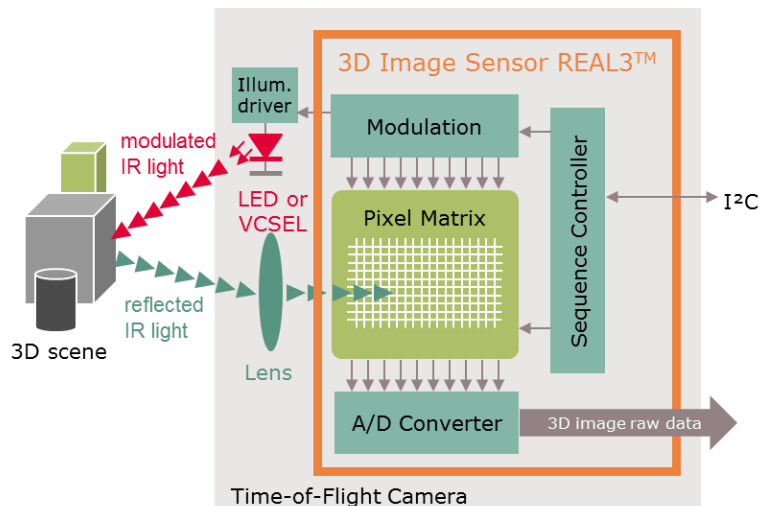 3D Image Sensor REAL3™
Illum.
driver
Modulation
modulated
IR light
LED or
VCSEL
Pixel Matrix
Sequence Controller
I²C
reflected
IR light
3D scene
Lens
A/D Converter
3D image raw data
Time-of-Flight Camera